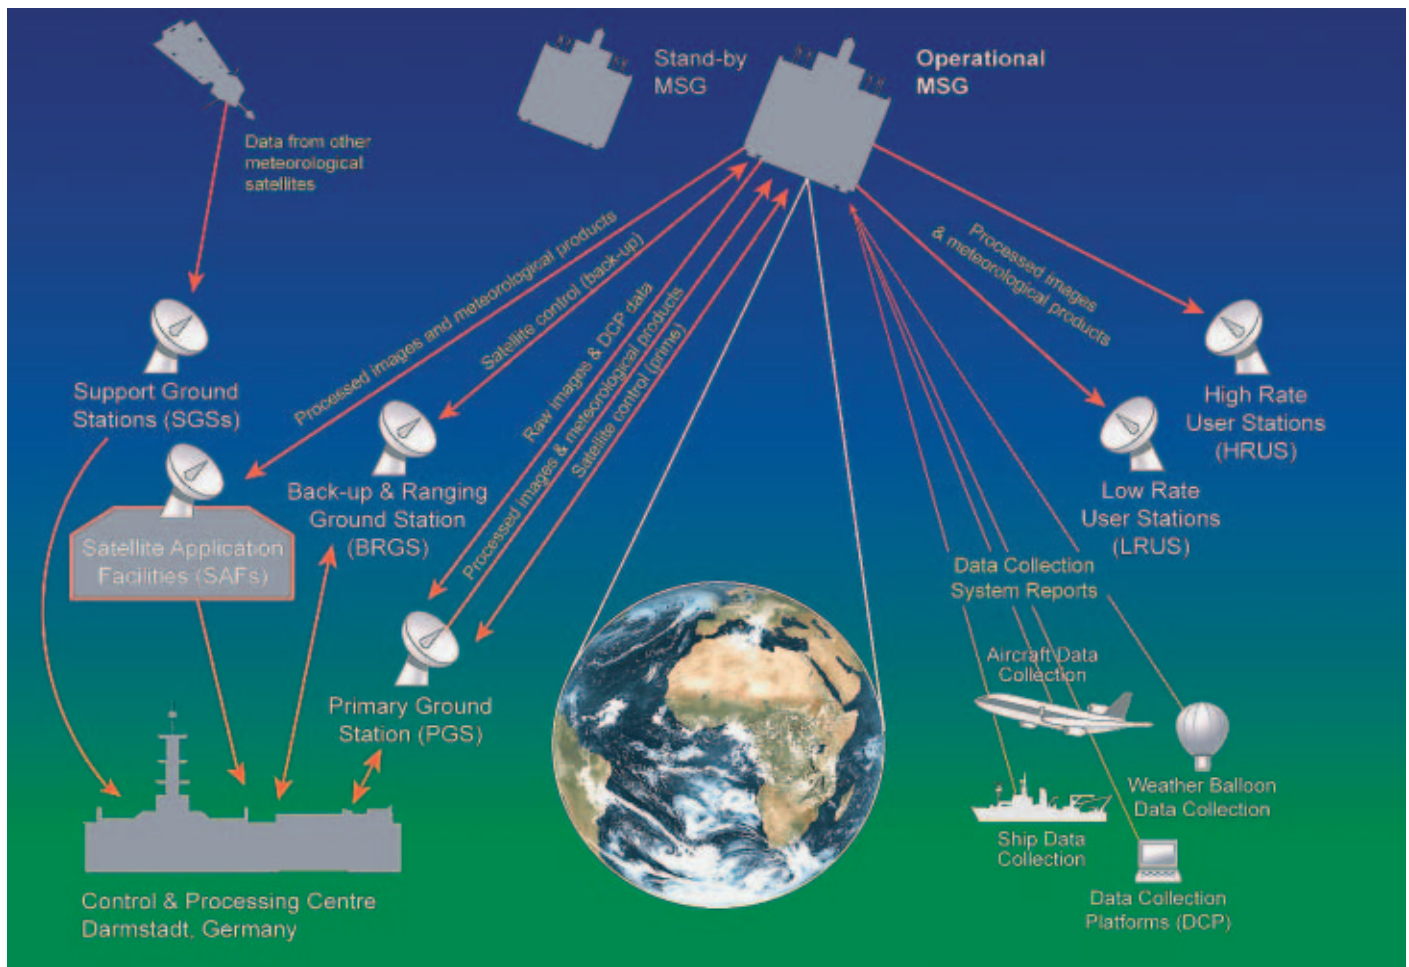 Stand-by
MSG
Operational
MSG
Data from other
meteorological
satellites
Processed images and meteorological products
Satellite control (back-up)
Raw images & DCP data
Processed images & meteorological products
Satellite control (prime)
Processed images
& meteorological products
Support Ground
Stations (SGSs)
High Rate
User Stations
(HRUS)
Back-up & Ranging
Ground Station
(BRGS)
Low Rate
User Stations
(LRUS)
Satellite Application
Facilities (SAFs)
Data Collection
System Reports
Aircraft Data
Collection
Primary Ground
Station (PGS)
Weather Balloon
Data Collection
Ship Data
Collection
Control & Processing Centre
Darmstadt, Germany
Data Collection
Platforms (DCP)